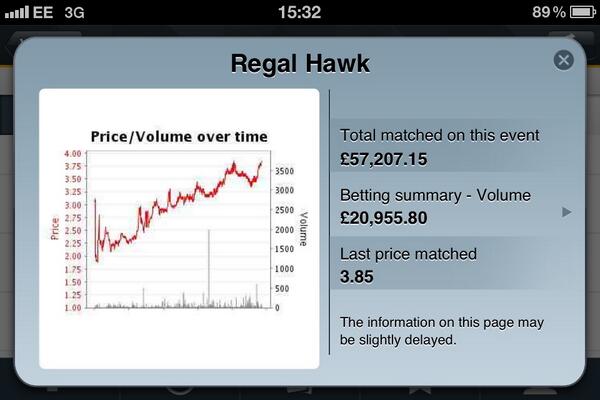 EE 3G 15:32 89%
Regal Hawk
Price/Volume over time
4.00
3.75
3.50
3.25
3.00
2.75
2.50
2.25
2.00
1.75
1.50
1.25
1.00
Price
3500
3000
2500
2000
1500
1000
500
0
Volume
Total matched on this event
£57,207.15
Betting summary - Volume
£20,955.80
Last price matched
3.85
The information on this page may
be slightly delayed.